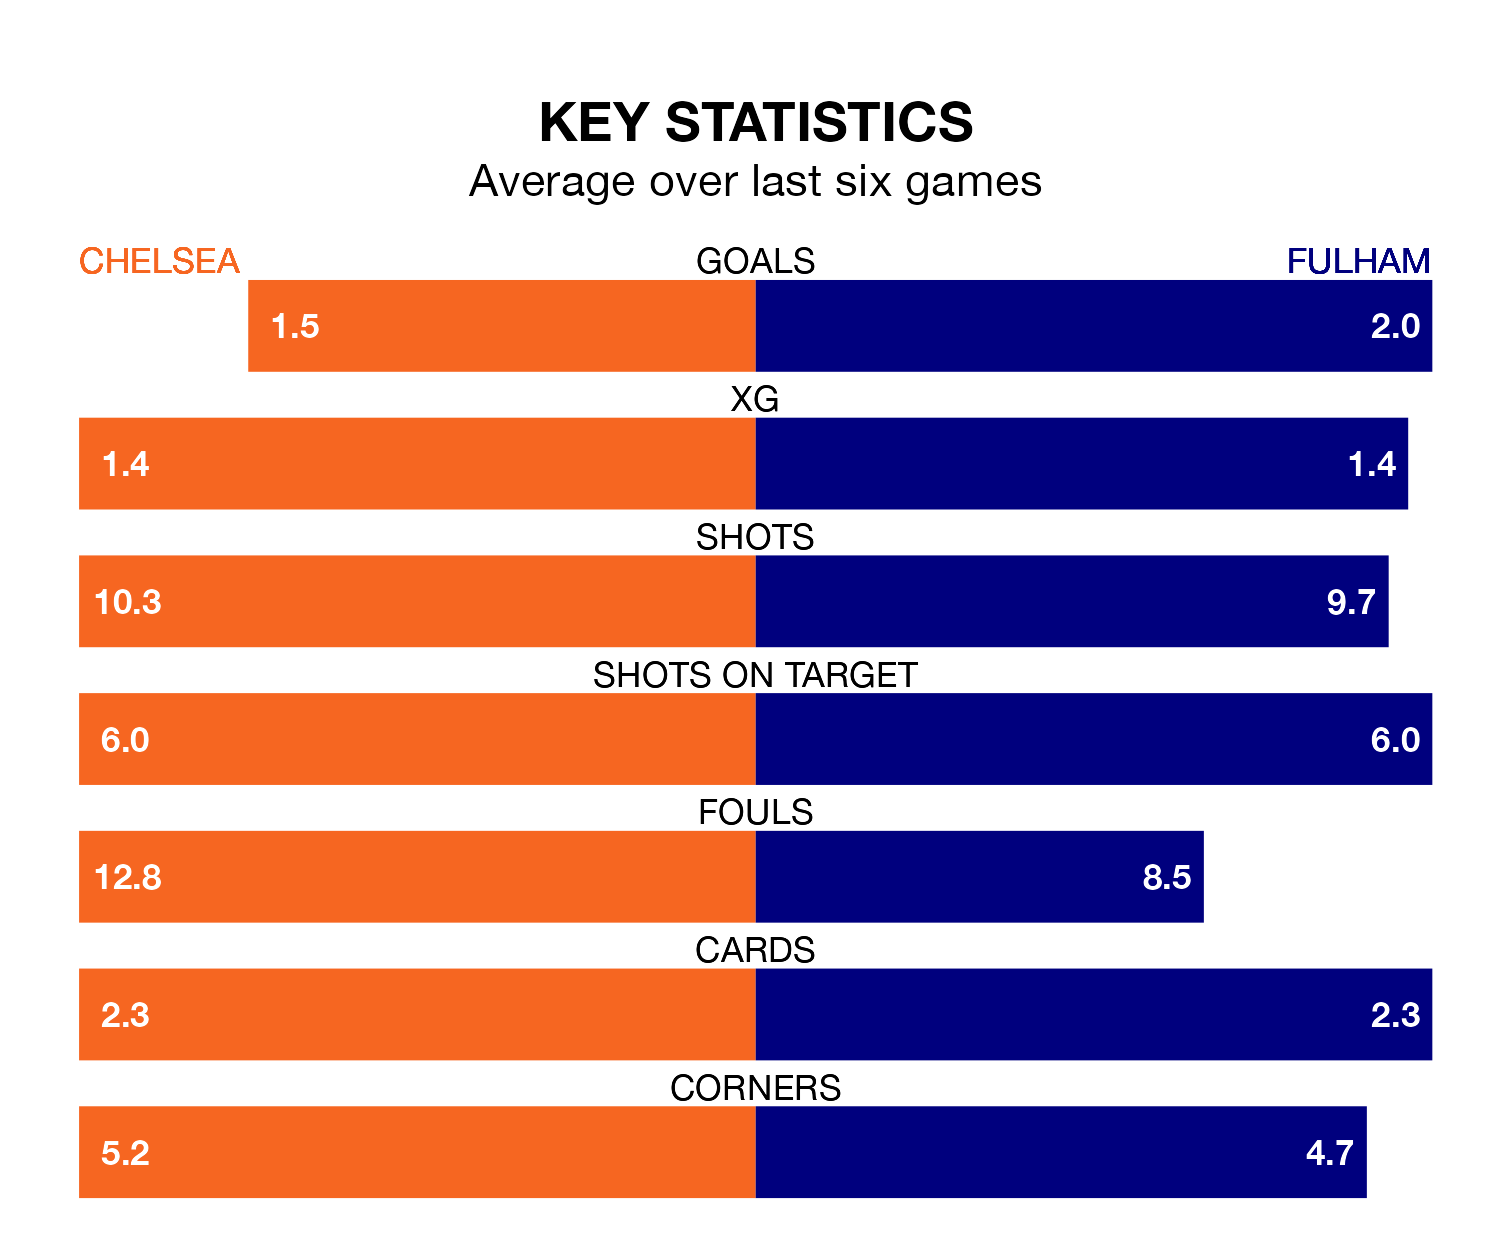 KEY STATISTICS
Average over last six games
CHELSEA GOALS FULHAM
1.5 2.0
XG
1.4 1.4
SHOTS
10.3 9.7
SHOTS ON TARGET
6.0 6.0
FOULS
12.8 8.5
CARDS
2.3 2.3
CORNERS
5.2 4.7